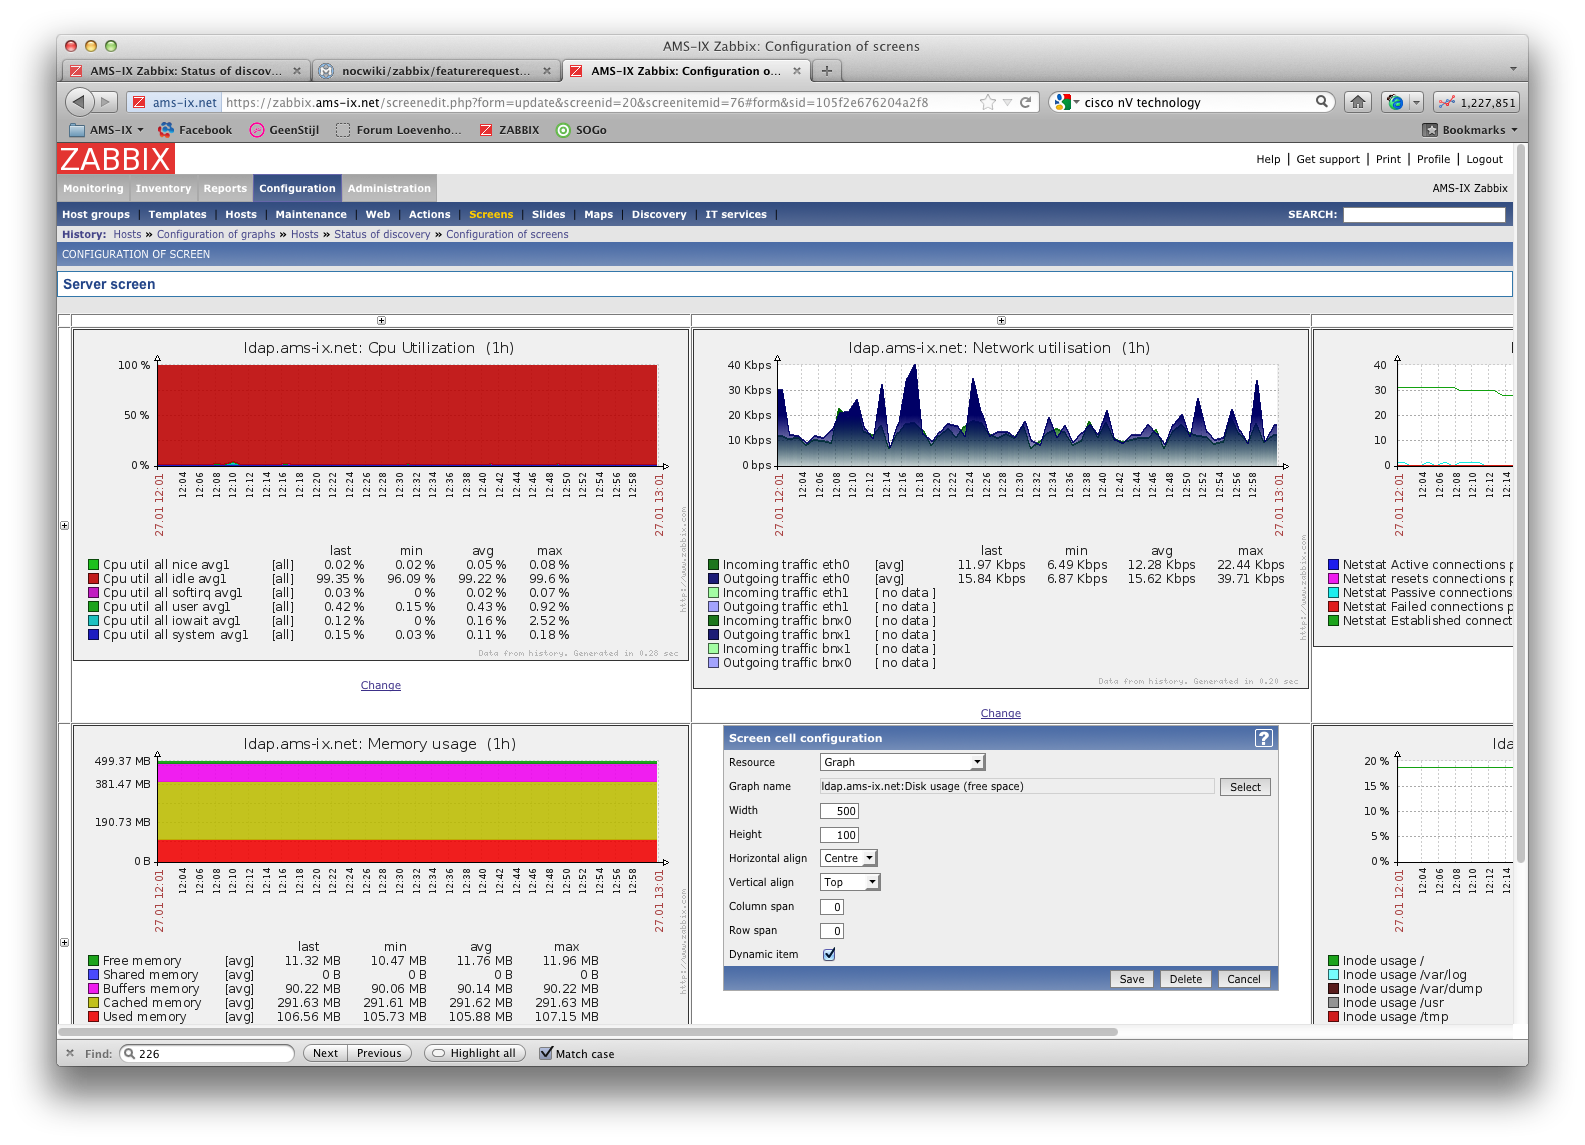 AMS-IX Zabbix: Configuration of screens
AMS-IX Zabbix: Status of discov...
nocwiki/zabbix/featurerequest...
AMS-IX Zabbix: Configuration o...
ams-ix.net
https://zabbix.ams-ix.net/screenedit.php?form=update&screenid=20&screenitemid=76#form&sid=105f2e676204a2f8
cisco nV technology
1,227,851
AMS-IX
Facebook
GeenStijl
Forum Loevenho...
ZABBIX
SOGo
Bookmarks
ZABBIX
Help | Get support | Print | Profile | Logout
Monitoring Inventory Reports Configuration Administration
AMS-IX Zabbix
Host groups | Templates | Hosts | Maintenance | Web | Actions | Screens | Slides | Maps | Discovery | IT services |
SEARCH:
History: Hosts » Configuration of graphs » Hosts » Status of discovery » Configuration of screens
CONFIGURATION OF SCREEN
Server screen
ldap.ams-ix.net: Cpu Utilization (1h)
100 %
50 %
0 %
27.01 12:01 12:04 12:06 12:08 12:10 12:12 12:14 12:16 12:18 12:20 12:22 12:24 12:26 12:28 12:30 12:32 12:34 12:36 12:38 12:40 12:42 12:44 12:46 12:48 12:50 12:52 12:54 12:56 12:58 27.01 13:01
last min avg max
Cpu util all nice avg1 [all] 0.02 % 0.02 % 0.05 % 0.08 %
Cpu util all idle avg1 [all] 99.35 % 96.09 % 99.22 % 99.6 %
Cpu util all softirq avg1 [all] 0.03 % 0 % 0.02 % 0.07 %
Cpu util all user avg1 [all] 0.42 % 0.15 % 0.43 % 0.92 %
Cpu util all iowait avg1 [all] 0.12 % 0 % 0.16 % 2.52 %
Cpu util all system avg1 [all] 0.15 % 0.03 % 0.11 % 0.18 %
Data from history. Generated in 0.28 sec
http://www.zabbix.com
Change
ldap.ams-ix.net: Network utilisation (1h)
40 Kbps
30 Kbps
20 Kbps
10 Kbps
0 bps
27.01 12:01 12:04 12:06 12:08 12:10 12:12 12:14 12:16 12:18 12:20 12:22 12:24 12:26 12:28 12:30 12:32 12:34 12:36 12:38 12:40 12:42 12:44 12:46 12:48 12:50 12:52 12:54 12:56 12:58 27.01 13:01
last min avg max
Incoming traffic eth0 [avg] 11.97 Kbps 6.49 Kbps 12.28 Kbps 22.44 Kbps
Outgoing traffic eth0 [avg] 15.84 Kbps 6.87 Kbps 15.62 Kbps 39.71 Kbps
Incoming traffic eth1 [ no data ]
Outgoing traffic eth1 [ no data ]
Incoming traffic bnx0 [ no data ]
Outgoing traffic bnx1 [ no data ]
Incoming traffic bnx1 [ no data ]
Outgoing traffic bnx0 [ no data ]
Data from history. Generated in 0.20 sec
http://www.zabbix.com
Change
40
30
20
10
0
27.01 12:01 12:04 12:06 12:08 12:10 12:12 12:14
Netstat Active connections p
Netstat resets connections p
Netstat Passive connections
Netstat Failed connections p
Netstat Established connect
ldap.ams-ix.net: Memory usage (1h)
499.37 MB
381.47 MB
190.73 MB
0 B
27.01 12:01 12:04 12:06 12:08 12:10 12:12 12:14 12:16 12:18 12:20 12:22 12:24 12:26 12:28 12:30 12:32 12:34 12:36 12:38 12:40 12:42 12:44 12:46 12:48 12:50 12:52 12:54 12:56 12:58 27.01 13:01
last min avg max
Free memory [avg] 11.32 MB 10.47 MB 11.76 MB 11.96 MB
Shared memory [avg] 0 B 0 B 0 B 0 B
Buffers memory [avg] 90.22 MB 90.06 MB 90.14 MB 90.22 MB
Cached memory [avg] 291.63 MB 291.61 MB 291.62 MB 291.63 MB
Used memory [avg] 106.56 MB 105.73 MB 105.88 MB 107.15 MB
http://www.zabbix.com
Screen cell configuration ?
Resource Graph
Graph name ldap.ams-ix.net:Disk usage (free space) Select
Width 500
Height 100
Horizontal align Centre
Vertical align Top
Column span 0
Row span 0
Dynamic item
Save Delete Cancel
lda
20 %
15 %
10 %
5 %
0 %
27.01 12:01 12:04 12:06 12:08 12:10 12:12 12:14
Inode usage /
Inode usage /var/log
Inode usage /var/dump
Inode usage /usr
Inode usage /tmp
Find: 226 Next Previous Highlight all Match case